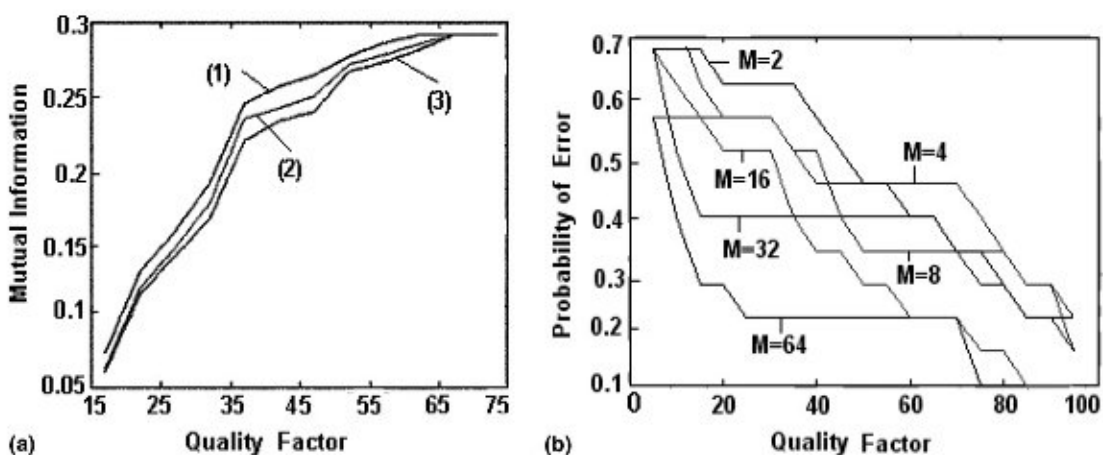 0.3
0.25
0.2
0.15
0.1
0.05
Mutual Information
(1)
(2)
(3)
15 25 35 45 55 65 75
(a) Quality Factor
0.7
0.6
0.5
0.4
0.3
0.2
0.1
Probability of Error
M=2
M=4
M=16
M=32
M=8
M=64
0 20 40 60 80 100
(b) Quality Factor